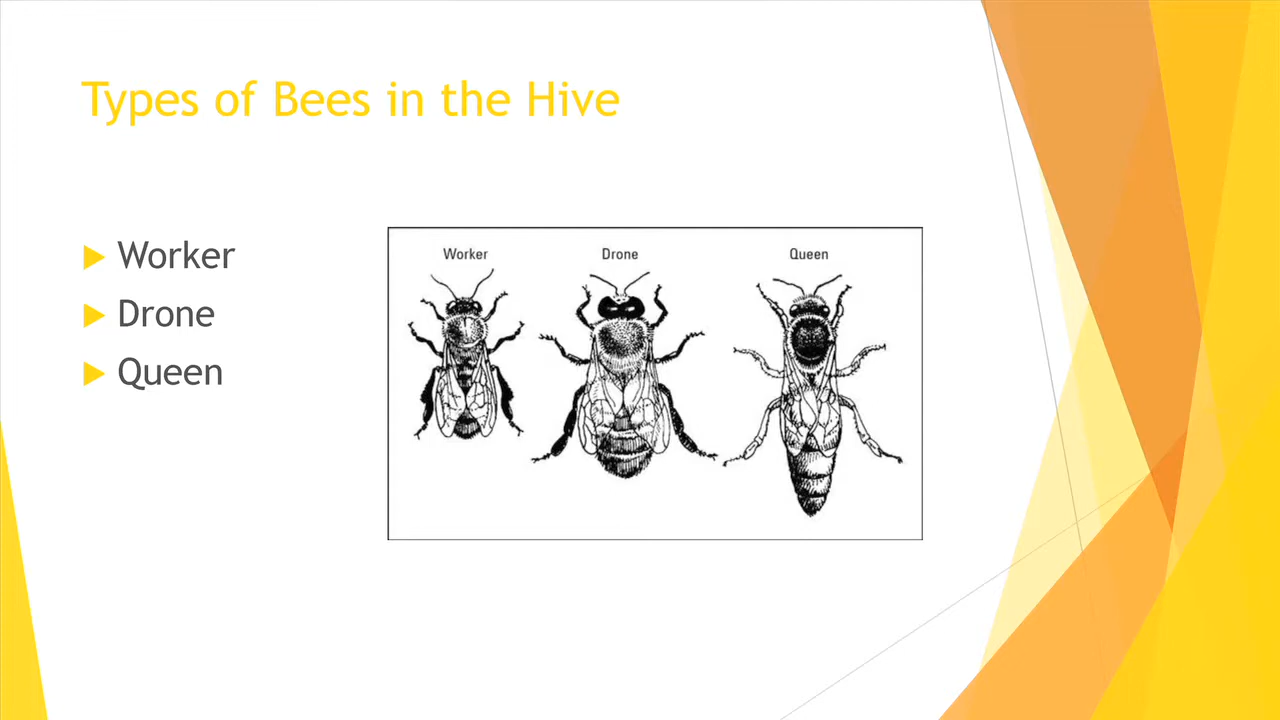 Types of Bees in the Hive
Worker
Drone
Queen
Worker
Drone
Queen